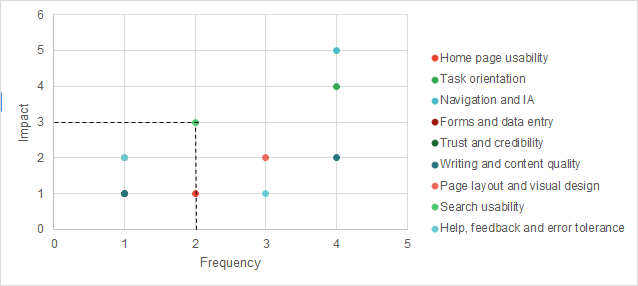 6
5
4
3
2
1
0
Impact
0 1 2 3 4 5
Frequency
Home page usability
Task orientation
Navigation and IA
Forms and data entry
Trust and credibility
Writing and content quality
Page layout and visual design
Search usability
Help, feedback and error tolerance